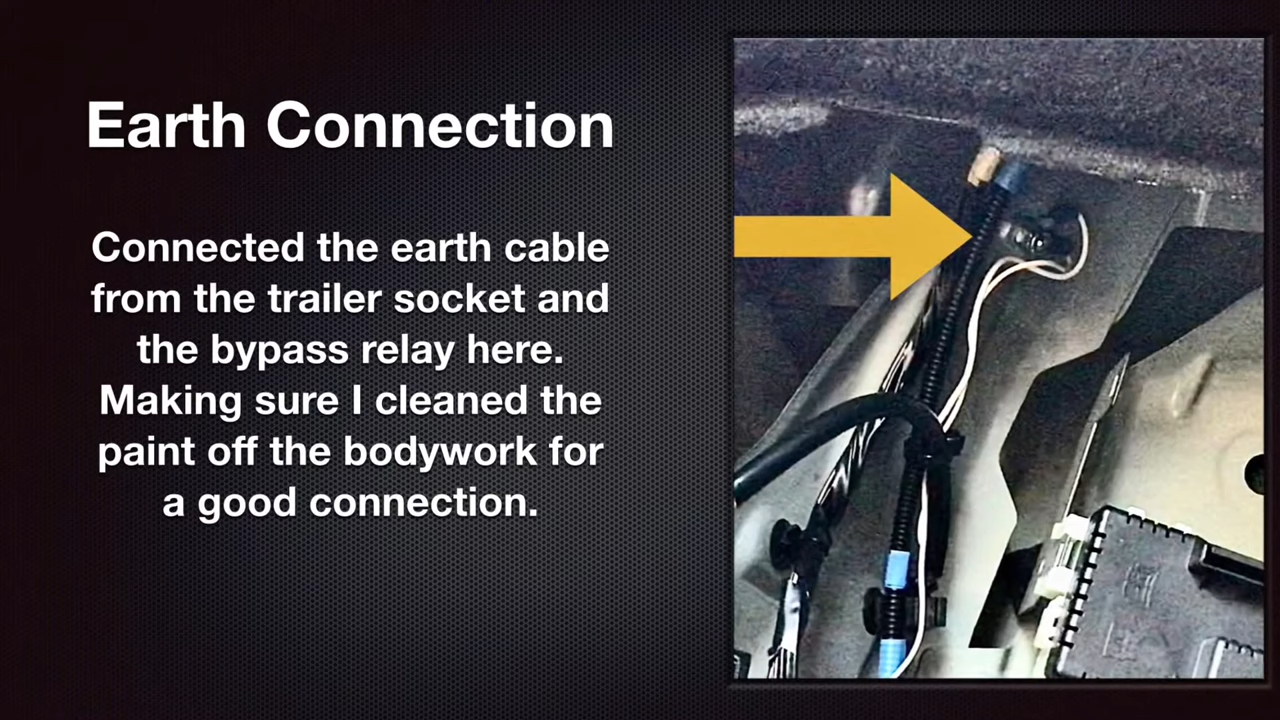 Earth Connection
Connected the earth cable
from the trailer socket and
the bypass relay here.
Making sure I cleaned the
paint off the bodywork for
a good connection.